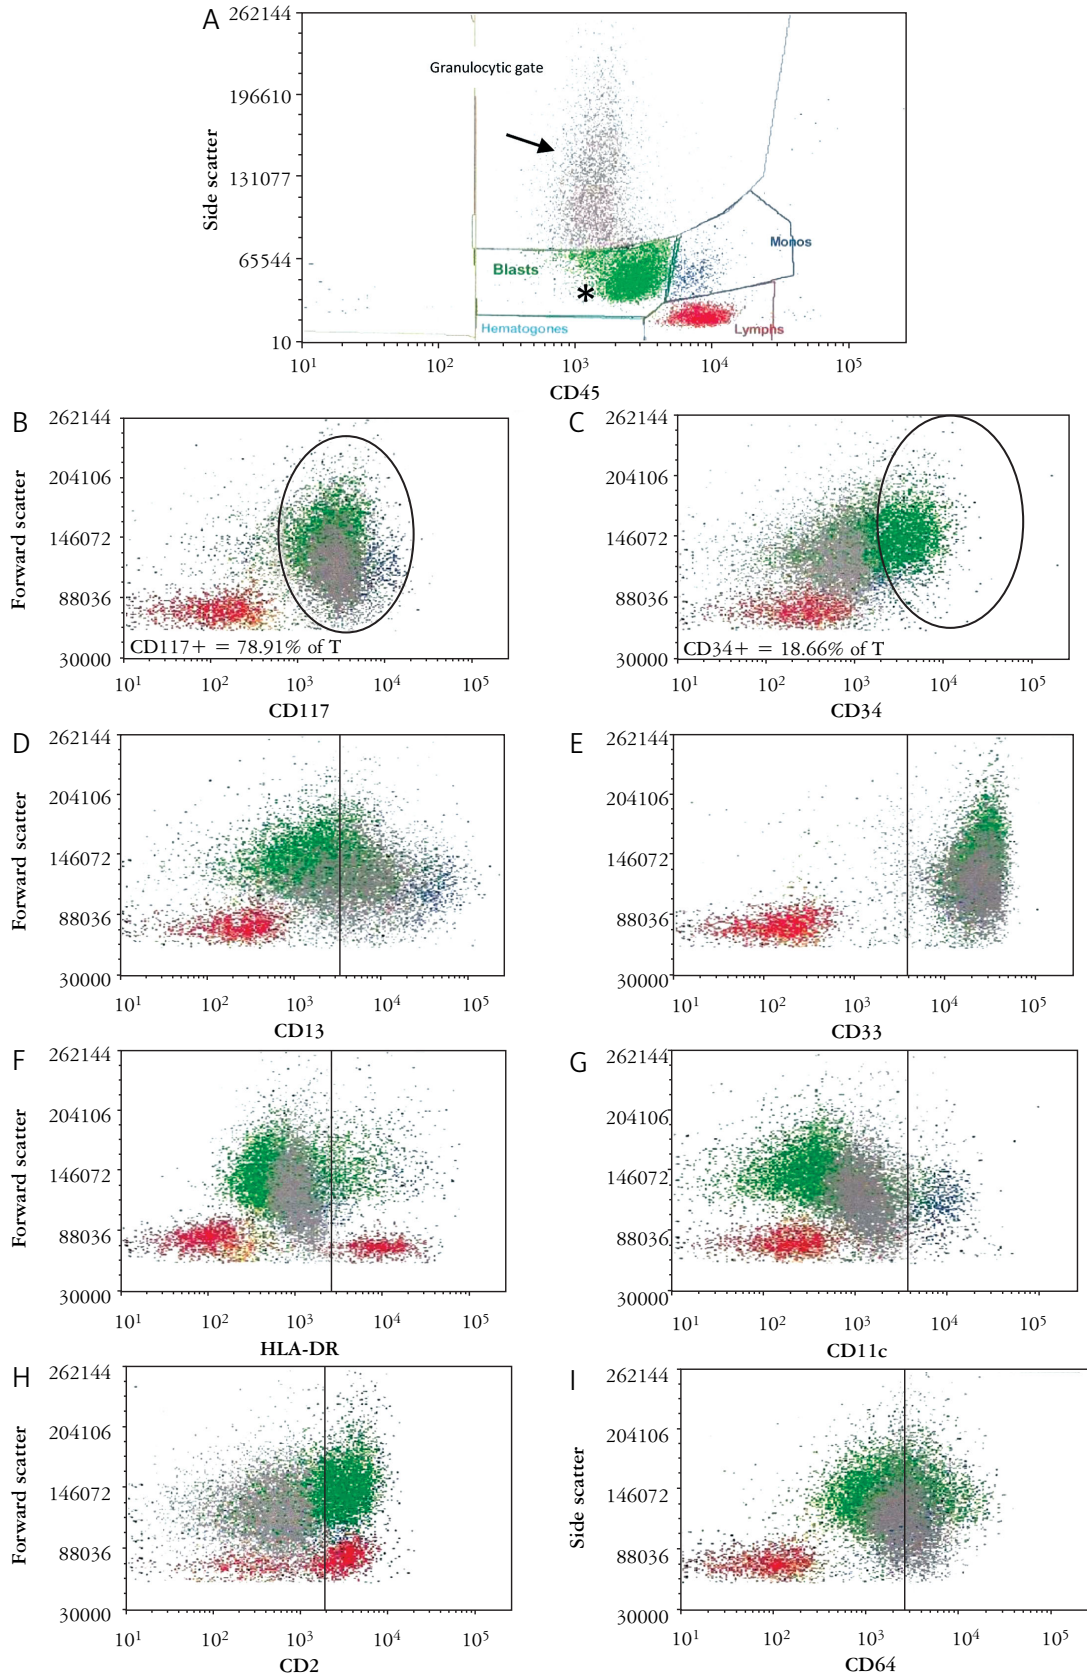 A
262144
196610
131077
65544
10
Side scatter
Granulocytic gate
Blasts
*
Monos
Hematogones
Lymphs
10¹ 10² 10³ 10⁴ 10⁵
CD45
B
262144
204106
146072
88036
30000
Forward scatter
CD117+ = 78.91% of T
10¹ 10² 10³ 10⁴ 10⁵
CD117
C
262144
204106
146072
88036
30000
CD34+ = 18.66% of T
10¹ 10² 10³ 10⁴ 10⁵
CD34
D
262144
204106
146072
88036
30000
Forward scatter
10¹ 10² 10³ 10⁴ 10⁵
CD13
E
262144
204106
146072
88036
30000
10¹ 10² 10³ 10⁴ 10⁵
CD33
F
262144
204106
146072
88036
30000
Forward scatter
10¹ 10² 10³ 10⁴ 10⁵
HLA-DR
G
262144
204106
146072
88036
30000
10¹ 10² 10³ 10⁴ 10⁵
CD11c
H
262144
204106
146072
88036
30000
Forward scatter
10¹ 10² 10³ 10⁴ 10⁵
CD2
I
262144
204106
146072
88036
30000
Side scatter
10¹ 10² 10³ 10⁴ 10⁵
CD64